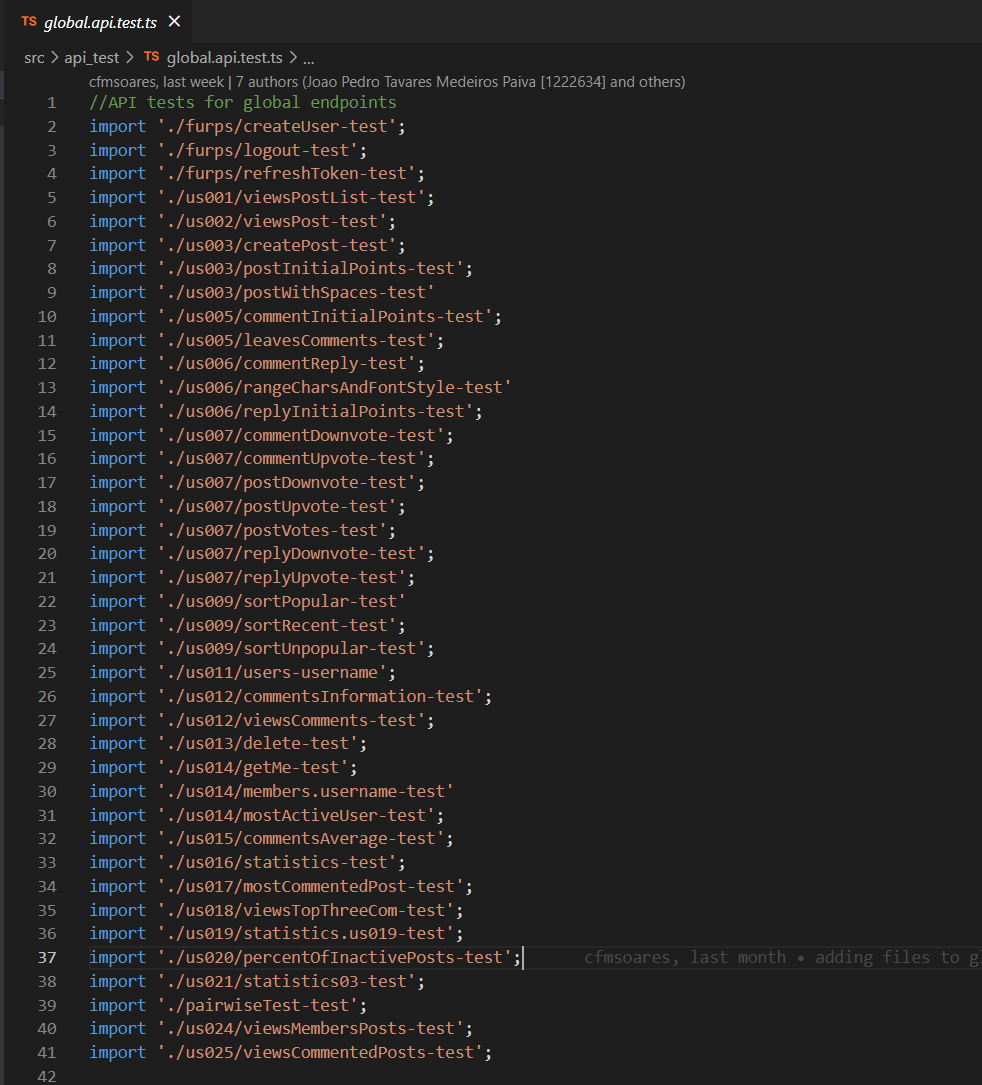 TS global.api.test.ts ×
src > api_test > TS global.api.test.ts > ...
cfmsoares, last week | 7 authors (Joao Pedro Tavares Medeiros Paiva [1222634] and others)
1 //API tests for global endpoints
2 import './furps/createUser-test';
3 import './furps/logout-test';
4 import './furps/refreshToken-test';
5 import './us001/viewsPostList-test';
6 import './us002/viewsPost-test';
7 import './us003/createPost-test';
8 import './us003/postInitialPoints-test';
9 import './us003/postWithSpaces-test'
10 import './us005/commentInitialPoints-test';
11 import './us005/leavesComments-test';
12 import './us006/commentReply-test';
13 import './us006/rangeCharsAndFontStyle-test'
14 import './us006/replyInitialPoints-test';
15 import './us007/commentDownvote-test';
16 import './us007/commentUpvote-test';
17 import './us007/postDownvote-test';
18 import './us007/postUpvote-test';
19 import './us007/postVotes-test';
20 import './us007/replyDownvote-test';
21 import './us007/replyUpvote-test';
22 import './us009/sortPopular-test'
23 import './us009/sortRecent-test';
24 import './us009/sortUnpopular-test';
25 import './us011/users-username';
26 import './us012/commentsInformation-test';
27 import './us012/viewsComments-test';
28 import './us013/delete-test';
29 import './us014/getMe-test';
30 import './us014/members.username-test'
31 import './us014/mostActiveUser-test';
32 import './us015/commentsAverage-test';
33 import './us016/statistics-test';
34 import './us017/mostCommentedPost-test';
35 import './us018/viewsTopThreeCom-test';
36 import './us019/statistics.us019-test';
37 import './us020/percentOfInactivePosts-test'; cfmsoares, last month • adding files to g
38 import './us021/statistics03-test';
39 import './pairwiseTest-test';
40 import './us024/viewsMembersPosts-test';
41 import './us025/viewsCommentedPosts-test';
42